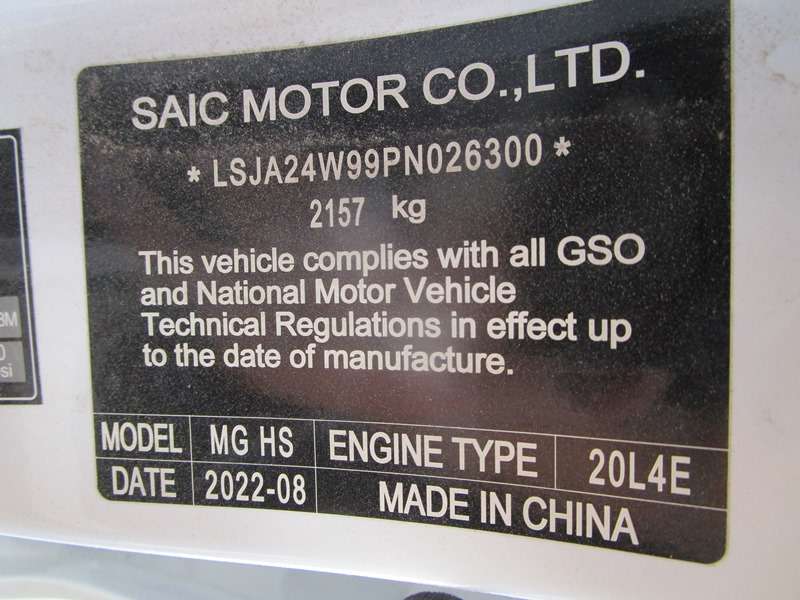 SAIC MOTOR CO.,LTD.
* LSJA24W99PN026300 *
2157 kg
This vehicle complies with all GSO
and National Motor Vehicle
Technical Regulations in effect up
to the date of manufacture.
MODEL MG HS ENGINE TYPE 20L4E
DATE 2022-08 MADE IN CHINA